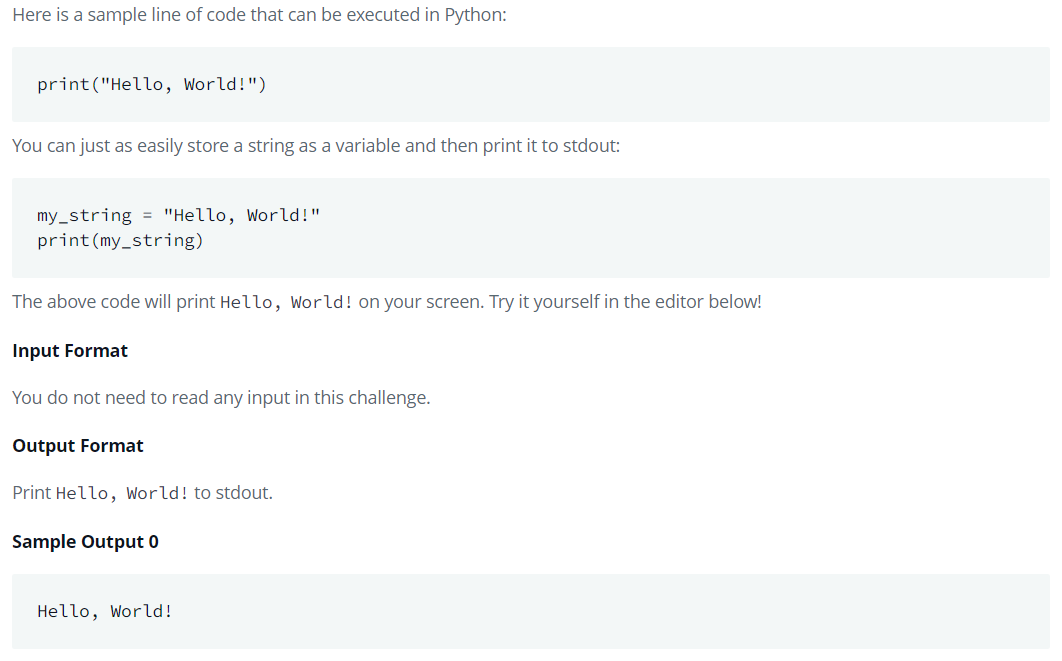 Here is a sample line of code that can be executed in Python:
print("Hello, World!")
You can just as easily store a string as a variable and then print it to stdout:
my_string = "Hello, World!"
print(my_string)
The above code will print Hello, World! on your screen. Try it yourself in the editor below!
Input Format
You do not need to read any input in this challenge.
Output Format
Print Hello, World! to stdout.
Sample Output 0
Hello, World!